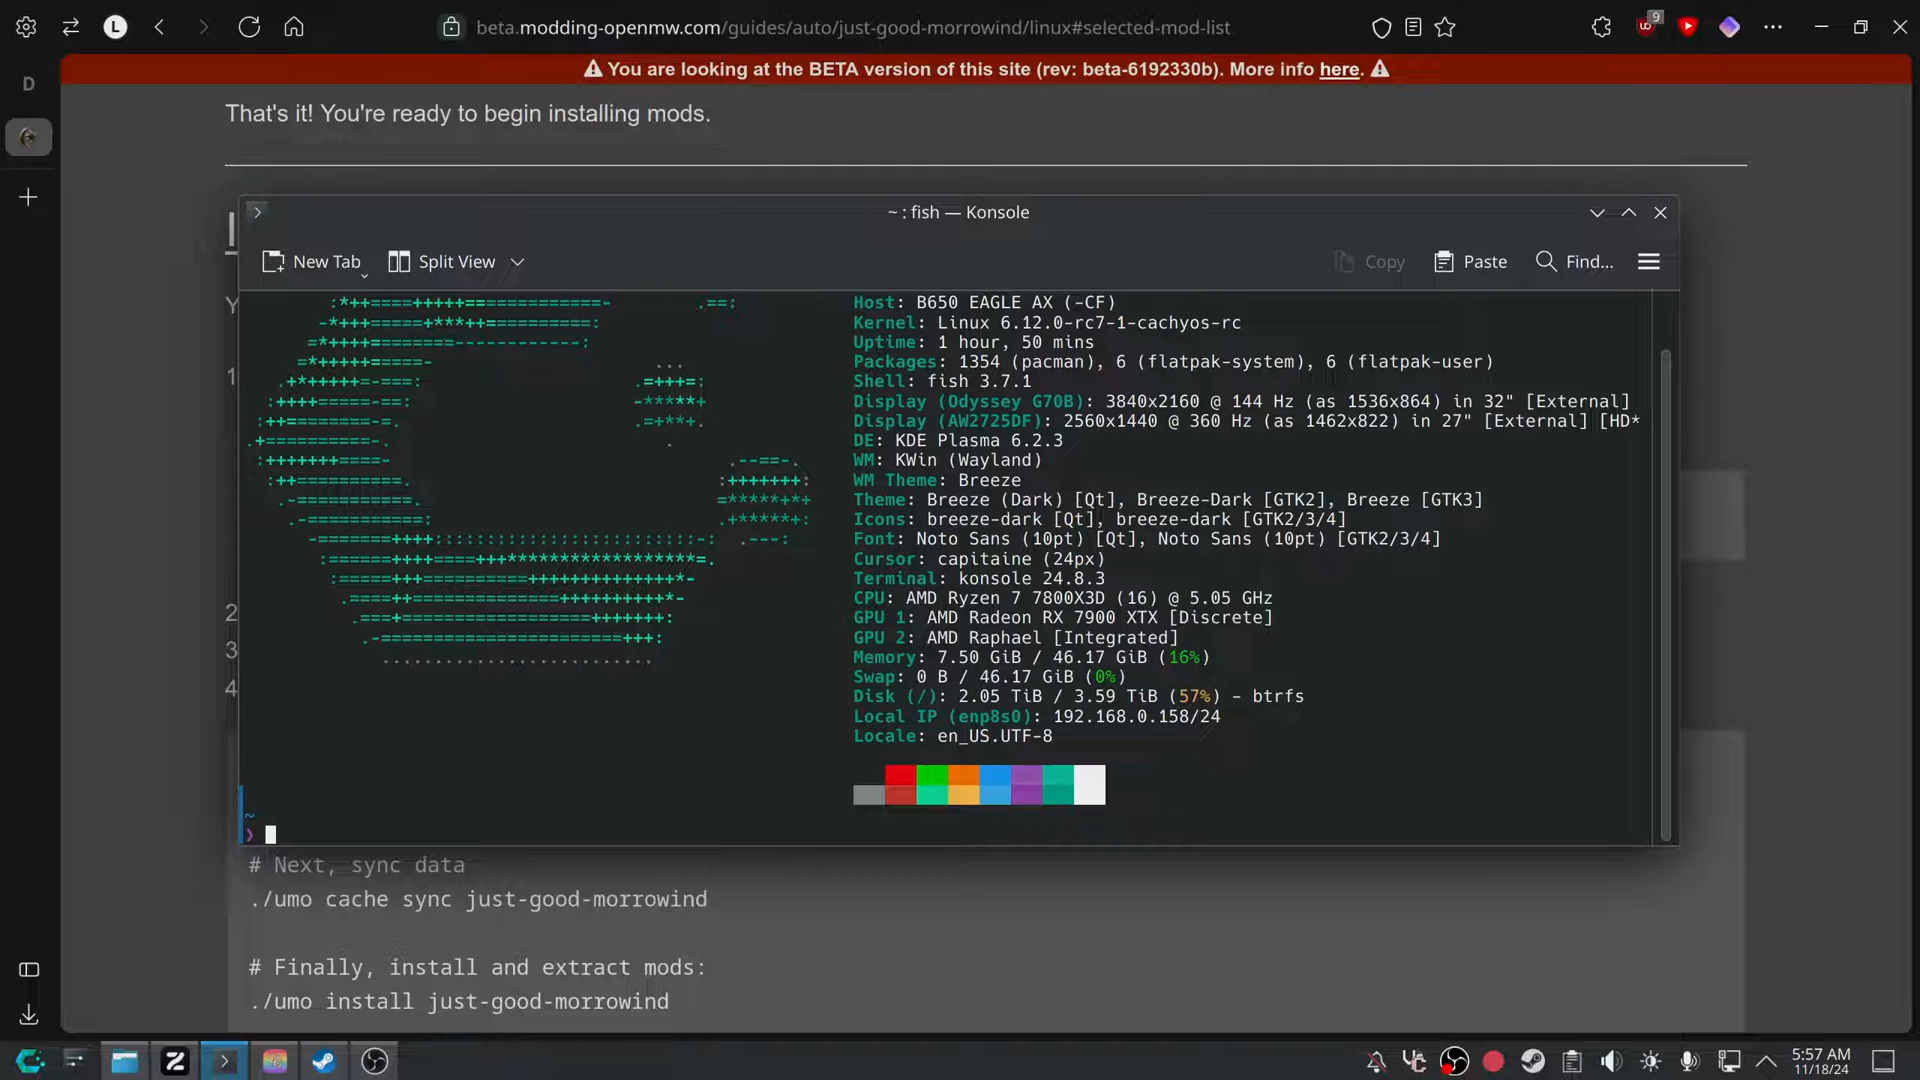 L
beta.modding-openmw.com/guides/auto/just-good-morrowind/linux#selected-mod-list
9
D
⚠ You are looking at the BETA version of this site (rev: beta-6192330b). More info here. ⚠
That's it! You're ready to begin installing mods.
~ : fish — Konsole
New Tab
Split View
Copy
Paste
Find...
Y
1
2
3
4
Host: B650 EAGLE AX (-CF)
Kernel: Linux 6.12.0-rc7-1-cachyos-rc
Uptime: 1 hour, 50 mins
Packages: 1354 (pacman), 6 (flatpak-system), 6 (flatpak-user)
Shell: fish 3.7.1
Display (Odyssey G70B): 3840x2160 @ 144 Hz (as 1536x864) in 32" [External]
Display (AW2725DF): 2560x1440 @ 360 Hz (as 1462x822) in 27" [External] [HD*
DE: KDE Plasma 6.2.3
WM: KWin (Wayland)
WM Theme: Breeze
Theme: Breeze (Dark) [Qt], Breeze-Dark [GTK2], Breeze [GTK3]
Icons: breeze-dark [Qt], breeze-dark [GTK2/3/4]
Font: Noto Sans (10pt) [Qt], Noto Sans (10pt) [GTK2/3/4]
Cursor: capitaine (24px)
Terminal: konsole 24.8.3
CPU: AMD Ryzen 7 7800X3D (16) @ 5.05 GHz
GPU 1: AMD Radeon RX 7900 XTX [Discrete]
GPU 2: AMD Raphael [Integrated]
Memory: 7.50 GiB / 46.17 GiB (16%)
Swap: 0 B / 46.17 GiB (0%)
Disk (/): 2.05 TiB / 3.59 TiB (57%) - btrfs
Local IP (enp8s0): 192.168.0.158/24
Locale: en_US.UTF-8
~
❯
# Next, sync data
./umo cache sync just-good-morrowind
# Finally, install and extract mods:
./umo install just-good-morrowind
5:57 AM
11/18/24